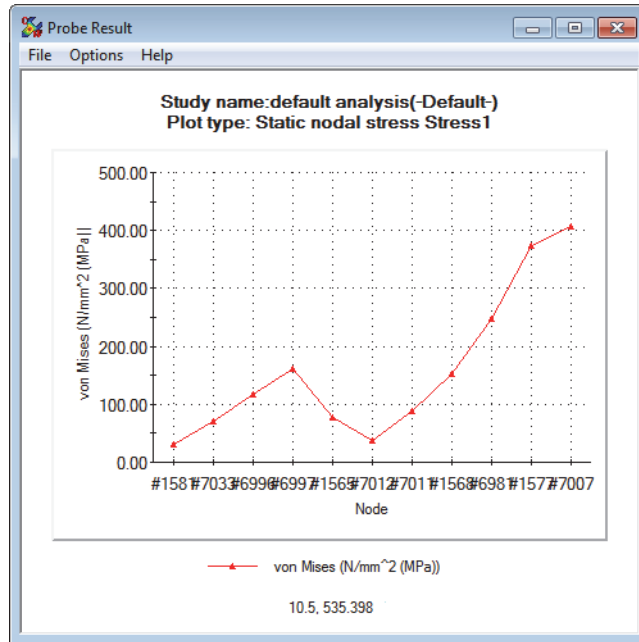 Probe Result
File Options Help
Study name:default analysis(-Default-)
Plot type: Static nodal stress Stress1
von Mises (N/mm^2 (MPa))
500.00
400.00
300.00
200.00
100.00
0.00
#1581 #7033 #6996 #6997 #1565 #7012 #7011 #1568 #6981 #1577 #7007
Node
von Mises (N/mm^2 (MPa))
10.5, 535.398